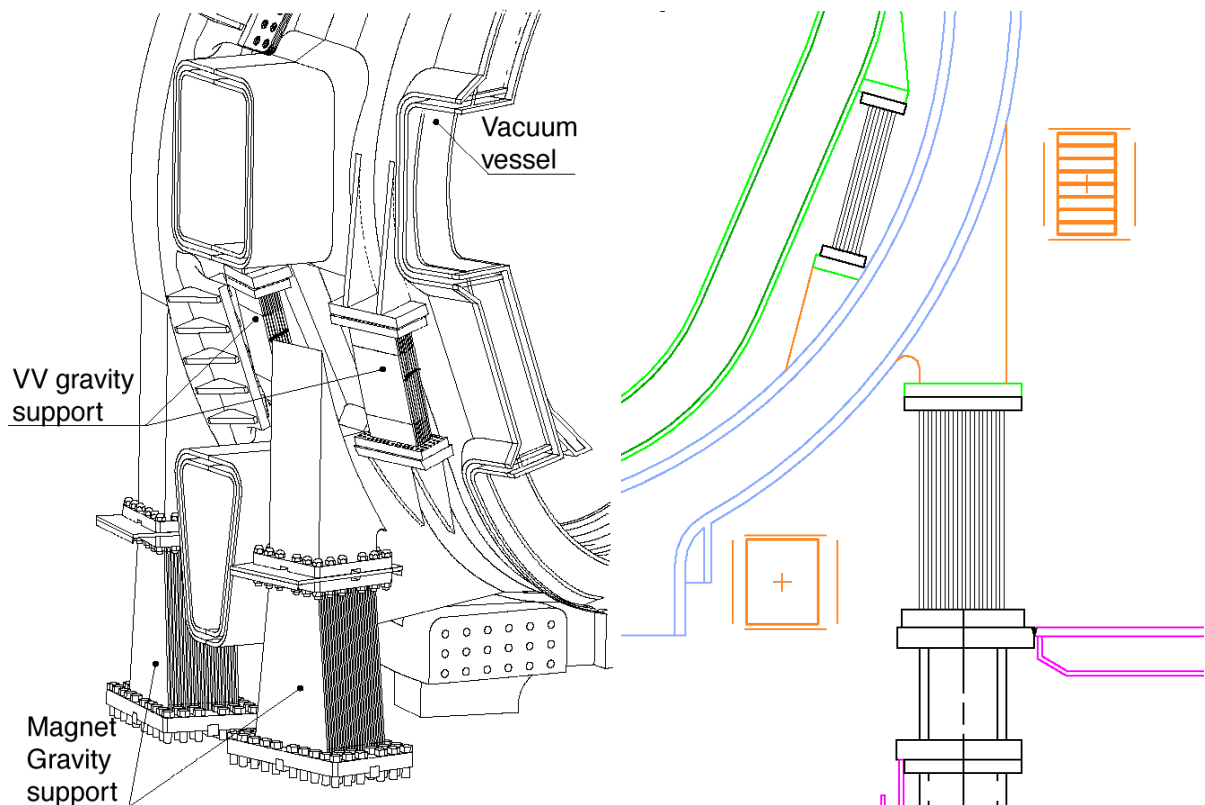 Vacuum
vessel
VV gravity
support
Magnet
Gravity
support